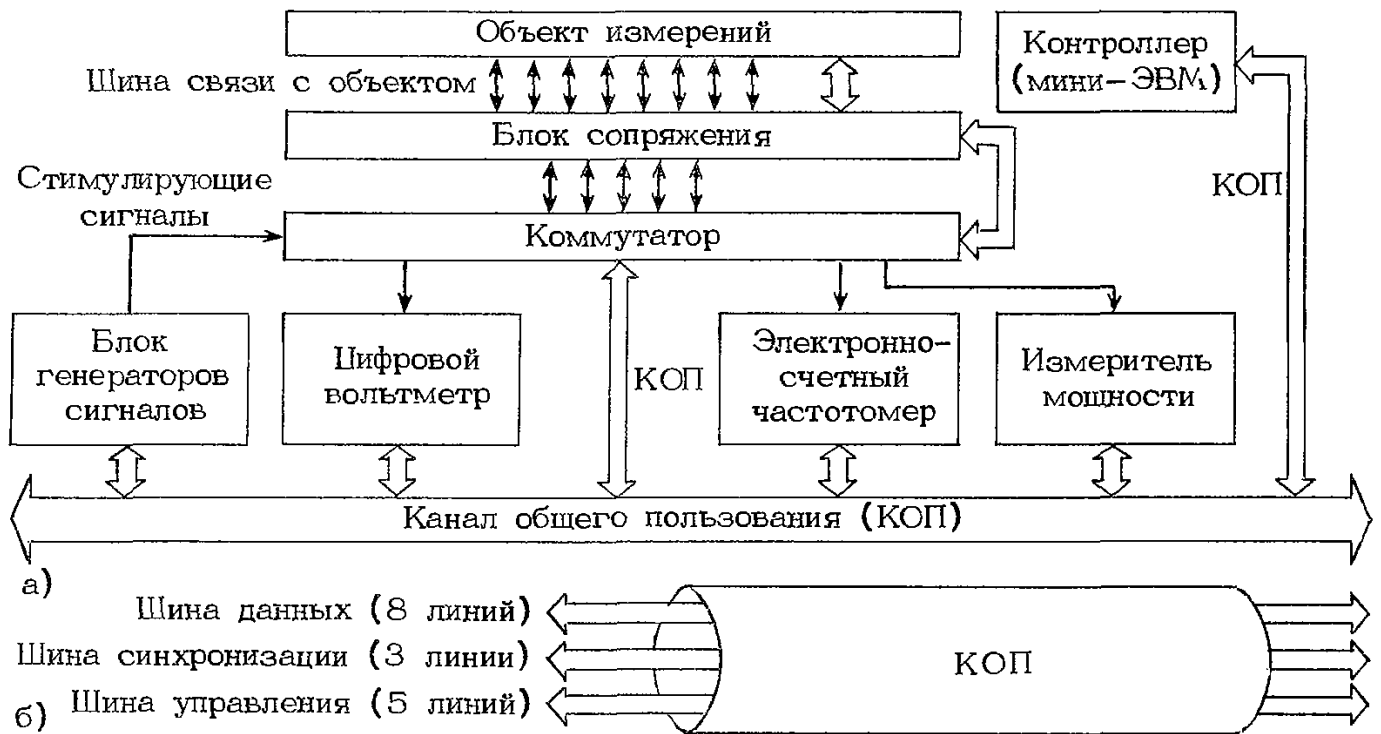 Объект измерений
Контроллер
(мини-ЭВМ)
Шина связи с объектом
Блок сопряжения
Стимулирующие
сигналы
КОП
Коммутатор
Блок
генераторов
сигналов
Цифровой
вольтметр
КОП
Электронно-
счетный
частотомер
Измеритель
мощности
Канал общего пользования (КОП)
а)
Шина данных (8 линий)
Шина синхронизации (3 линии)
КОП
б) Шина управления (5 линий)